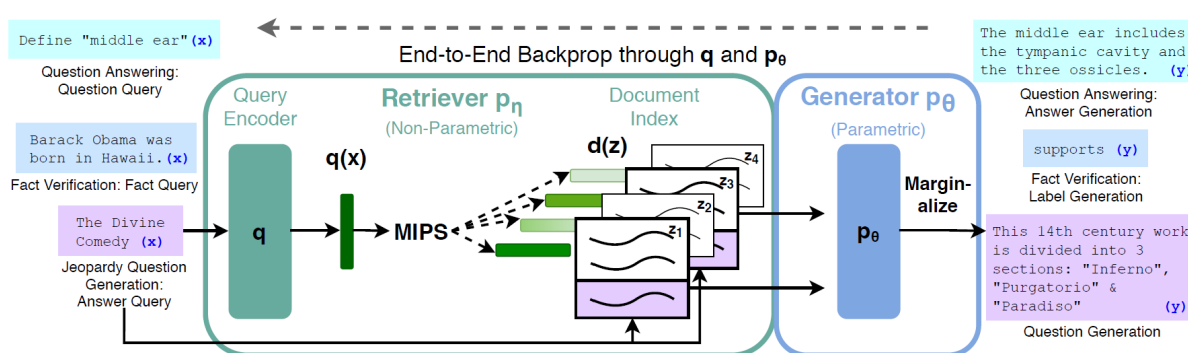 Define "middle ear"(x)
Question Answering:
Question Query
Barack Obama was
born in Hawaii.(x)
Fact Verification: Fact Query
The Divine
Comedy (x)
Jeopardy Question
Generation:
Answer Query
End-to-End Backprop through q and pθ
Query
Encoder
Retriever pη
(Non-Parametric)
Document
Index
q(x)
d(z)
q
MIPS
z4
z3
z2
z1
Generator pθ
(Parametric)
pθ
Margin-
alize
The middle ear includes
the tympanic cavity and
the three ossicles. (y)
Question Answering:
Answer Generation
supports (y)
Fact Verification:
Label Generation
This 14th century work
is divided into 3
sections: "Inferno",
"Purgatorio" &
"Paradiso" (y)
Question Generation